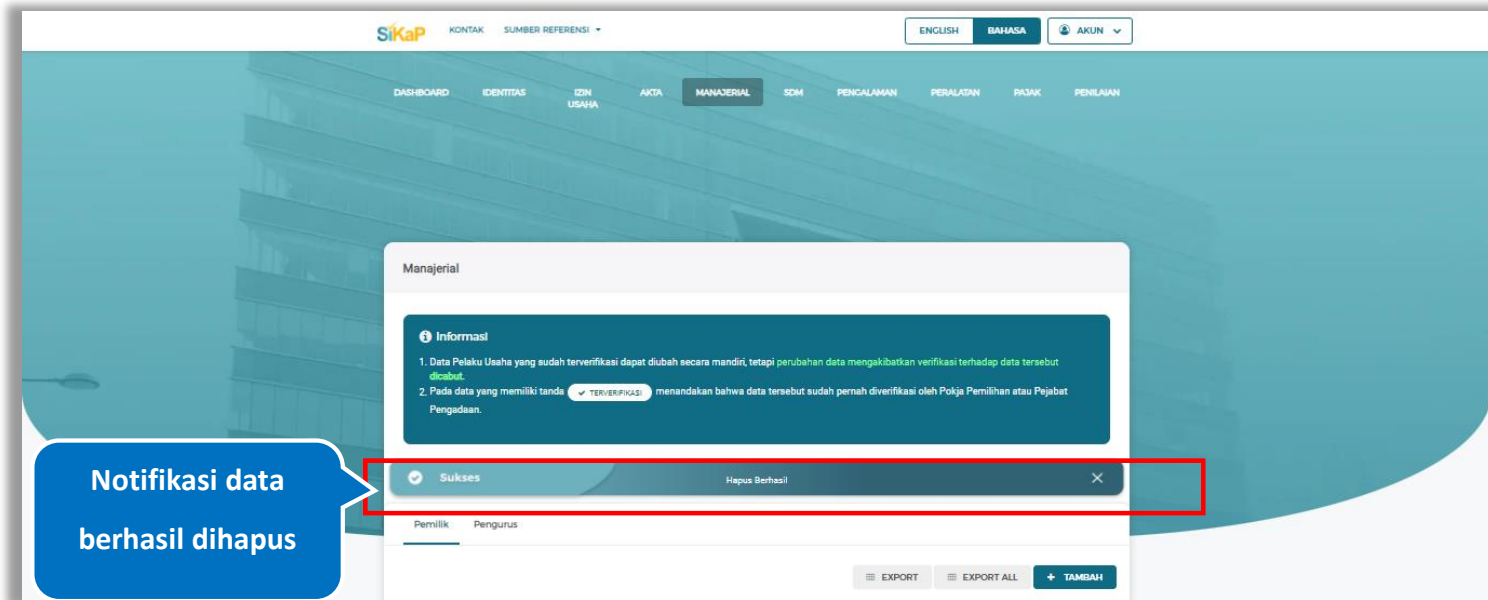 SiKaP KONTAK SUMBER REFERENSI ENGLISH BAHASA AKUN
DASHBOARD IDENTITAS IZIN USAHA AKTA MANAJERIAL SDM PENGALAMAN PERALATAN PAJAK PENILAIAN
Manajerial
Informasi
1. Data Pelaku Usaha yang sudah terverifikasi dapat diubah secara mandiri, tetapi perubahan data mengakibatkan verifikasi terhadap data tersebut
dicabut.
2. Pada data yang memiliki tanda TERVERIFIKASI menandakan bahwa data tersebut sudah pernah diverifikasi oleh Pokja Pemilihan atau Pejabat
Pengadaan.
Sukses Hapus Berhasil
Notifikasi data
berhasil dihapus
Pemilik Pengurus
EXPORT EXPORT ALL + TAMBAH